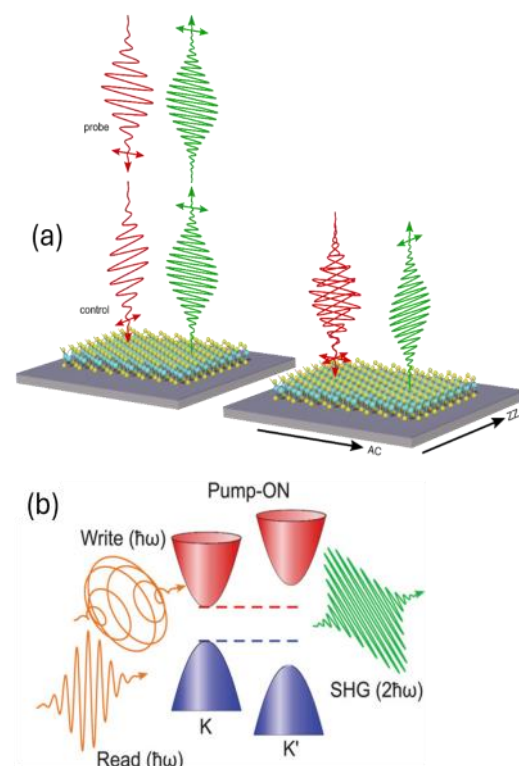 probe
(a)
control
AC
ZZ
(b)
Pump-ON
Write (ħω)
SHG (2ħω)
K
K'
Read (ħω)